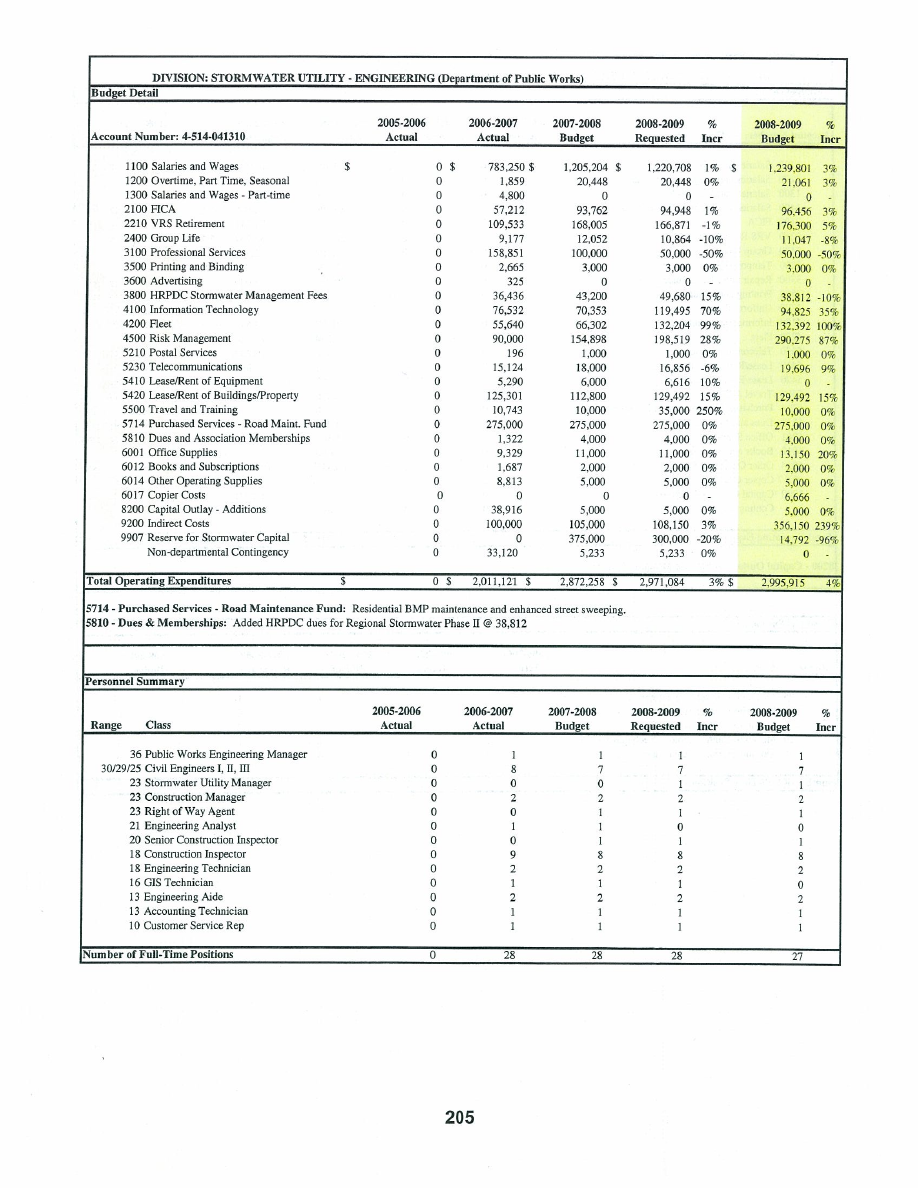 DIVISION: STORMWATER UTILITY - ENGINEERING (Department of Public Works)
Budget Detail
2005-2006 2006-2007 2007-2008 2008-2009 % 2008-2009 %
Account Number: 4-514-041310 Actual Actual Budget Requested Incr Budget Incr
1100 Salaries and Wages $ 0 $ 783,250 $ 1,205,204 $ 1,220,708 1% $ 1,239,801 3%
1200 Overtime, Part Time, Seasonal 0 1,859 20,448 20,448 0% 21,061 3%
1300 Salaries and Wages - Part-time 0 4,800 0 0 - 0 -
2100 FICA 0 57,212 93,762 94,948 1% 96,456 3%
2210 VRS Retirement 0 109,533 168,005 166,871 -1% 176,300 5%
2400 Group Life 0 9,177 12,052 10,864 -10% 11,047 -8%
3100 Professional Services 0 158,851 100,000 50,000 -50% 50,000 -50%
3500 Printing and Binding 0 2,665 3,000 3,000 0% 3,000 0%
3600 Advertising 0 325 0 0 - 0 -
3800 HRPDC Stormwater Management Fees 0 36,436 43,200 49,680 15% 38,812 -10%
4100 Information Technology 0 76,532 70,353 119,495 70% 94,825 35%
4200 Fleet 0 55,640 66,302 132,204 99% 132,392 100%
4500 Risk Management 0 90,000 154,898 198,519 28% 290,275 87%
5210 Postal Services 0 196 1,000 1,000 0% 1,000 0%
5230 Telecommunications 0 15,124 18,000 16,856 -6% 19,696 9%
5410 Lease/Rent of Equipment 0 5,290 6,000 6,616 10% 0 -
5420 Lease/Rent of Buildings/Property 0 125,301 112,800 129,492 15% 129,492 15%
5500 Travel and Training 0 10,743 10,000 35,000 250% 10,000 0%
5714 Purchased Services - Road Maint. Fund 0 275,000 275,000 275,000 0% 275,000 0%
5810 Dues and Association Memberships 0 1,322 4,000 4,000 0% 4,000 0%
6001 Office Supplies 0 9,329 11,000 11,000 0% 13,150 20%
6012 Books and Subscriptions 0 1,687 2,000 2,000 0% 2,000 0%
6014 Other Operating Supplies 0 8,813 5,000 5,000 0% 5,000 0%
6017 Copier Costs 0 0 0 0 - 6,666 -
8200 Capital Outlay - Additions 0 38,916 5,000 5,000 0% 5,000 0%
9200 Indirect Costs 0 100,000 105,000 108,150 3% 356,150 239%
9907 Reserve for Stormwater Capital 0 0 375,000 300,000 -20% 14,792 -96%
Non-departmental Contingency 0 33,120 5,233 5,233 0% 0 -
Total Operating Expenditures $ 0 $ 2,011,121 $ 2,872,258 $ 2,971,084 3% $ 2,995,915 4%
5714 - Purchased Services - Road Maintenance Fund: Residential BMP maintenance and enhanced street sweeping.
5810 - Dues & Memberships: Added HRPDC dues for Regional Stormwater Phase II @ 38,812
Personnel Summary
2005-2006 2006-2007 2007-2008 2008-2009 % 2008-2009 %
Range Class Actual Actual Budget Requested Incr Budget Incr
36 Public Works Engineering Manager 0 1 1 1 1
30/29/25 Civil Engineers I, II, III 0 8 7 7 7
23 Stormwater Utility Manager 0 0 0 1 1
23 Construction Manager 0 2 2 2 2
23 Right of Way Agent 0 0 1 1 1
21 Engineering Analyst 0 1 1 0 0
20 Senior Construction Inspector 0 0 1 1 1
18 Construction Inspector 0 9 8 8 8
18 Engineering Technician 0 2 2 2 2
16 GIS Technician 0 1 1 1 0
13 Engineering Aide 0 2 2 2 2
13 Accounting Technician 0 1 1 1 1
10 Customer Service Rep 0 1 1 1 1
Number of Full-Time Positions 0 28 28 28 27
205